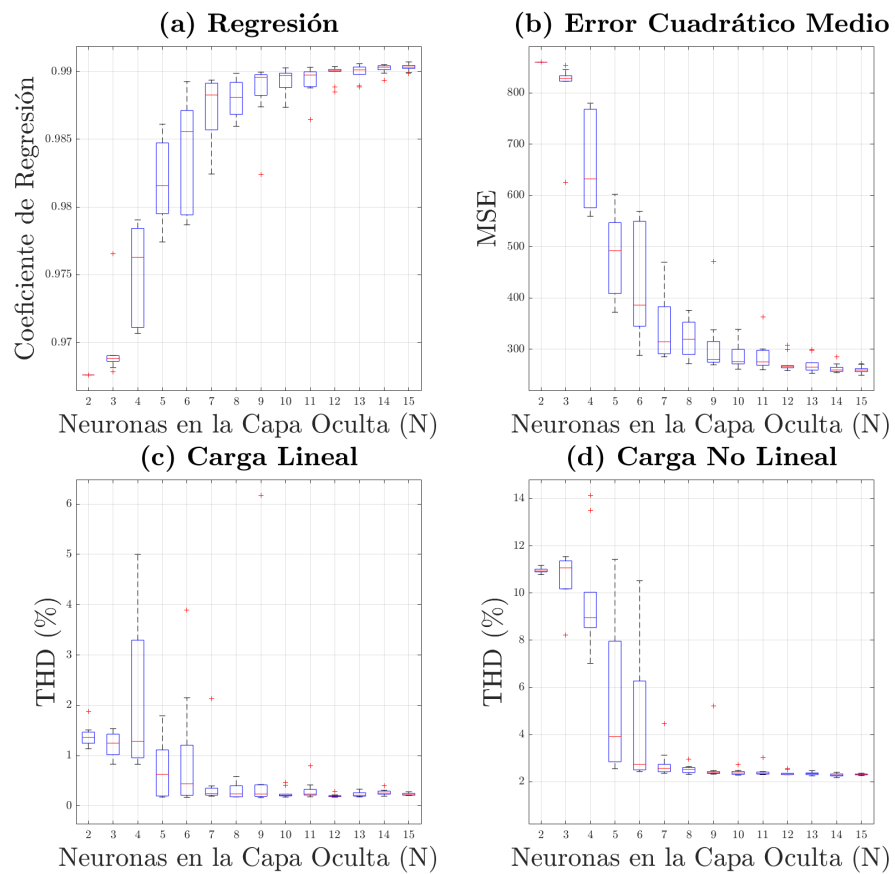 (a) Regresión
Coeficiente de Regresión
0.99
0.985
0.98
0.975
0.97
2 3 4 5 6 7 8 9 10 11 12 13 14 15
Neuronas en la Capa Oculta (N)
(b) Error Cuadrático Medio
MSE
800
700
600
500
400
300
2 3 4 5 6 7 8 9 10 11 12 13 14 15
Neuronas en la Capa Oculta (N)
(c) Carga Lineal
THD (%)
6
5
4
3
2
1
0
2 3 4 5 6 7 8 9 10 11 12 13 14 15
Neuronas en la Capa Oculta (N)
(d) Carga No Lineal
THD (%)
14
12
10
8
6
4
2
2 3 4 5 6 7 8 9 10 11 12 13 14 15
Neuronas en la Capa Oculta (N)